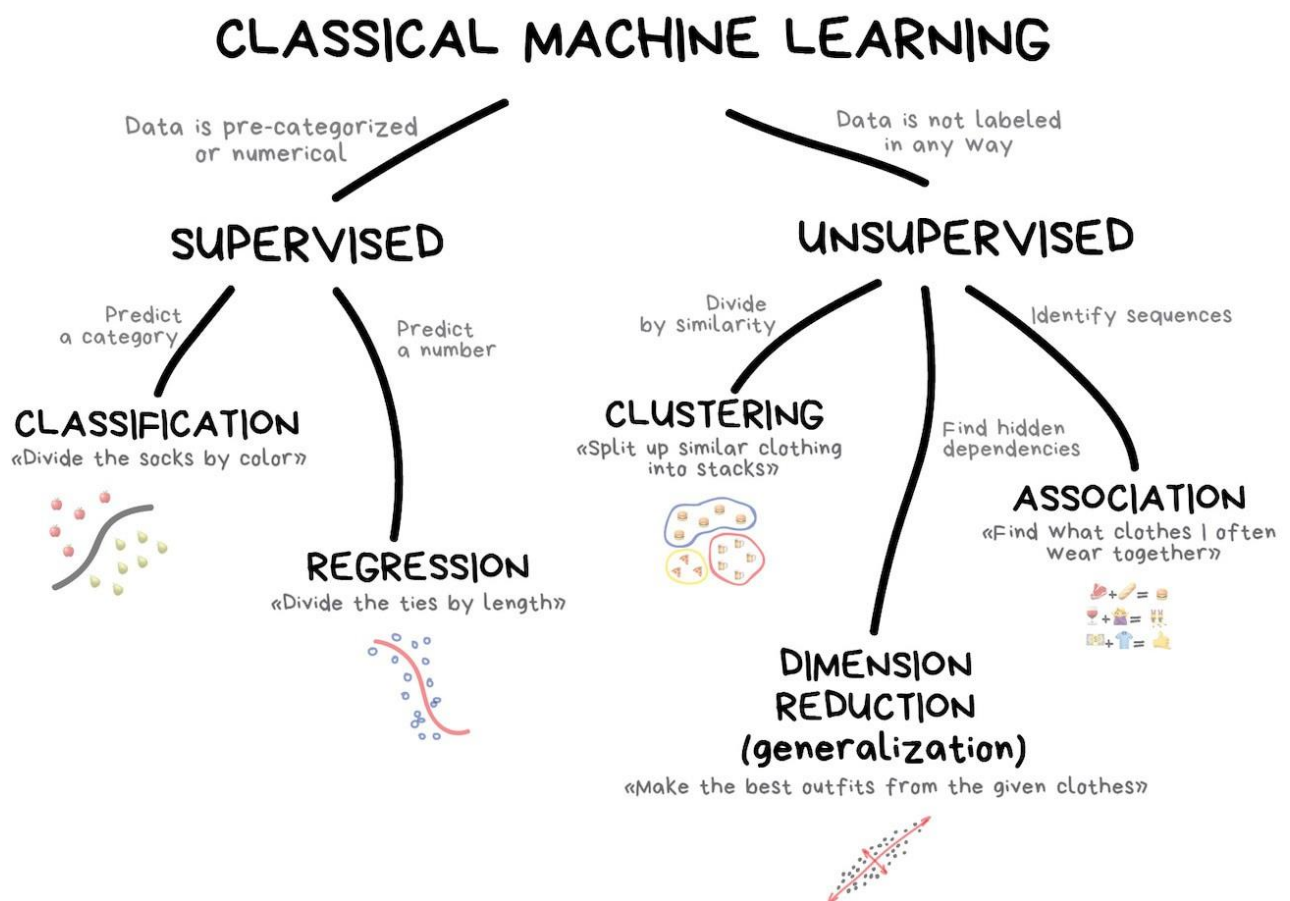 CLASSICAL MACHINE LEARNING
Data is pre-categorized
or numerical
Data is not labeled
in any way
SUPERVISED
UNSUPERVISED
Predict
a category
Predict
a number
Divide
by similarity
Identify sequences
CLASSIFICATION
«Divide the socks by color»
CLUSTERING
«Split up similar clothing
into stacks»
Find hidden
dependencies
ASSOCIATION
«Find what clothes I often
wear together»
REGRESSION
«Divide the ties by length»
+ =
+ =
+ =
DIMENSION
REDUCTION
(generalization)
«Make the best outfits from the given clothes»